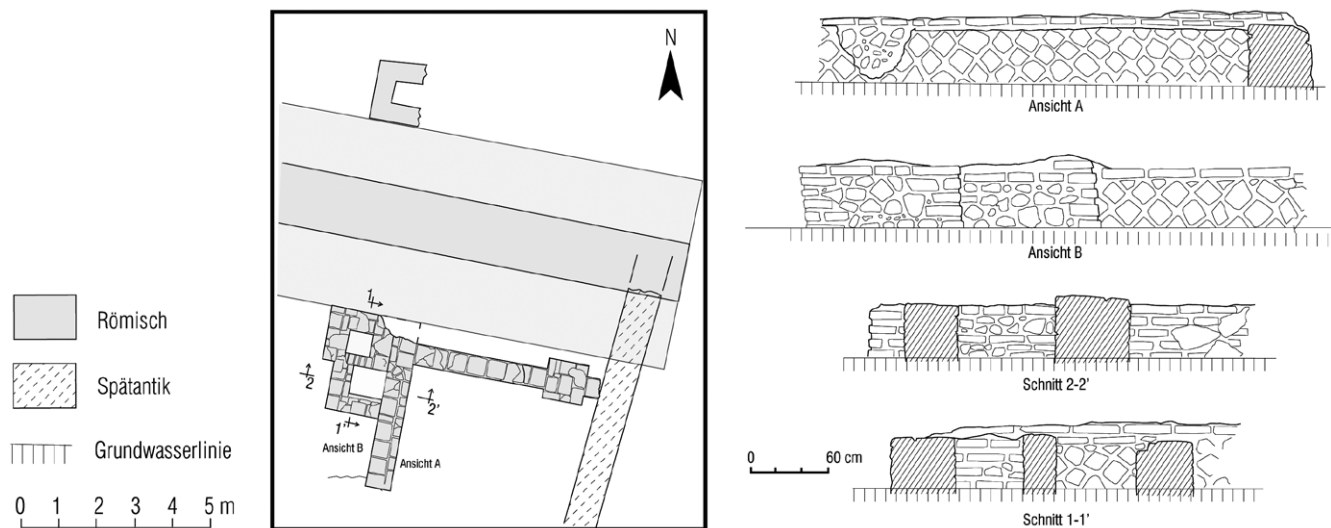 Römisch
Spätantik
Grundwasserlinie
0 1 2 3 4 5 m
N
1
2
2'
1'
Ansicht B
Ansicht A
Ansicht A
Ansicht B
Schnitt 2-2'
0 60 cm
Schnitt 1-1'